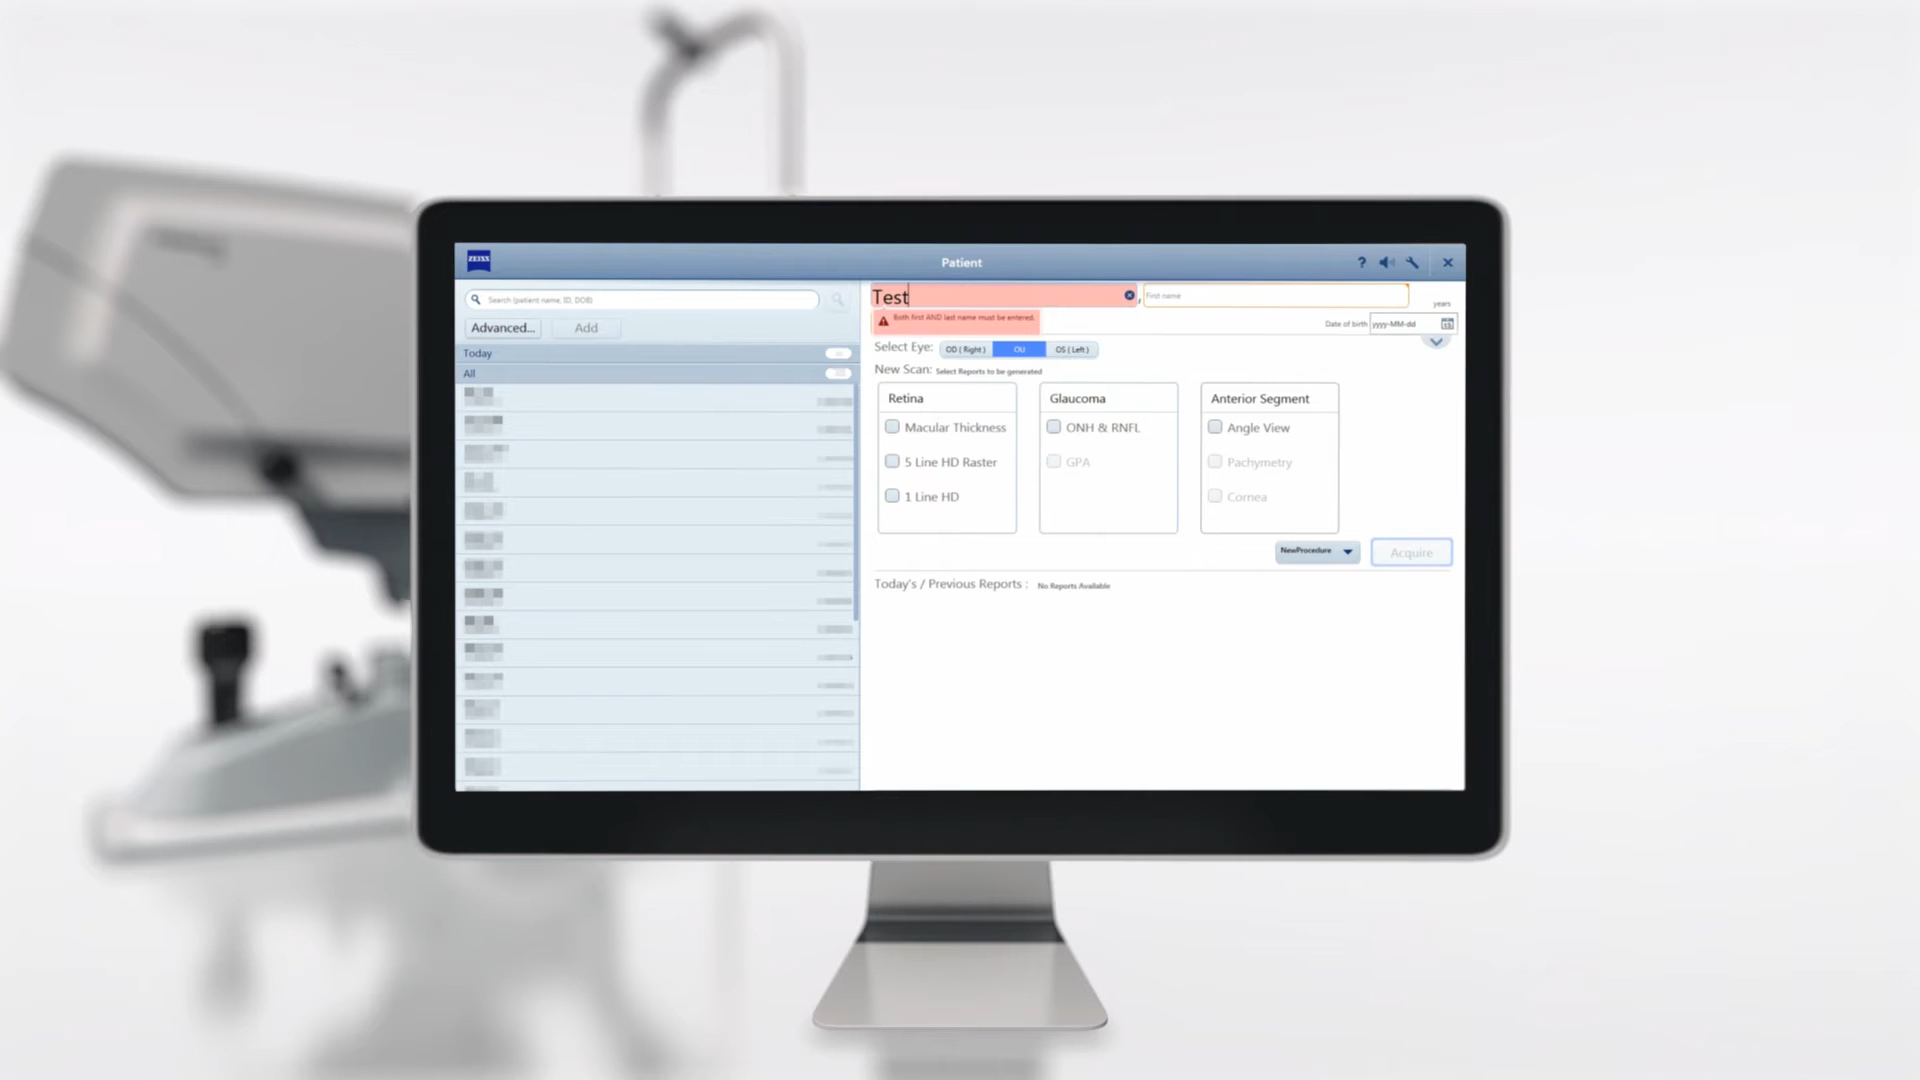 ZEISS
Patient
?
Search (patient name, ID, DOB)
Advanced...
Add
Today
All
Test
,
First name
years
Both first AND last name must be entered.
Date of birth
yyyy-MM-dd
15
Select Eye:
OD ( Right )
OU
OS ( Left )
New Scan: Select Reports to be generated
Retina
Macular Thickness
5 Line HD Raster
1 Line HD
Glaucoma
ONH & RNFL
GPA
Anterior Segment
Angle View
Pachymetry
Cornea
NewProcedure
Acquire
Today's / Previous Reports : No Reports Available